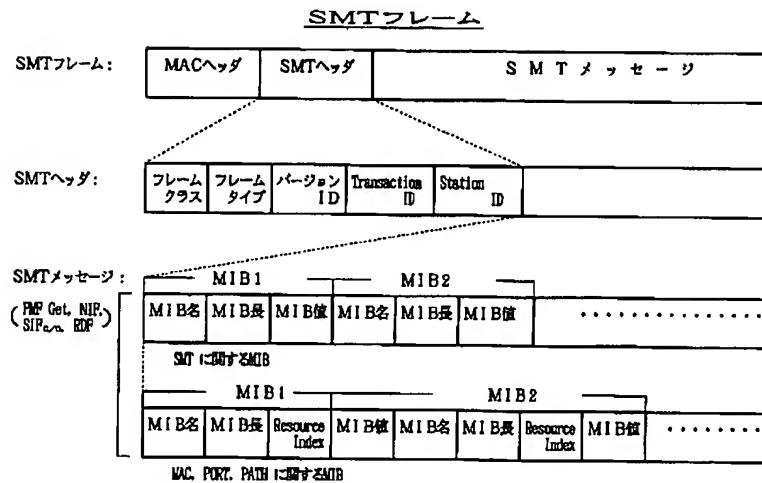 SMTフレーム
SMTフレーム:
MACヘッダ
SMTヘッダ
SMTメッセージ
SMTヘッダ:
フレーム
クラス
フレーム
タイプ
バージョン
ID
Transaction
ID
Station
ID
SMTメッセージ:
MIB1
MIB2
(PMF Get, NIF,
RDF)
MIB名
MIB長
MIB値
MIB名
MIB長
MIB値
SMT に関するMIB
MIB1
MIB2
MIB名
MIB長
Resource
Index
MIB値
MIB名
MIB長
Resource
Index
MIB値
MAC, PORT, PATH に関するMIB